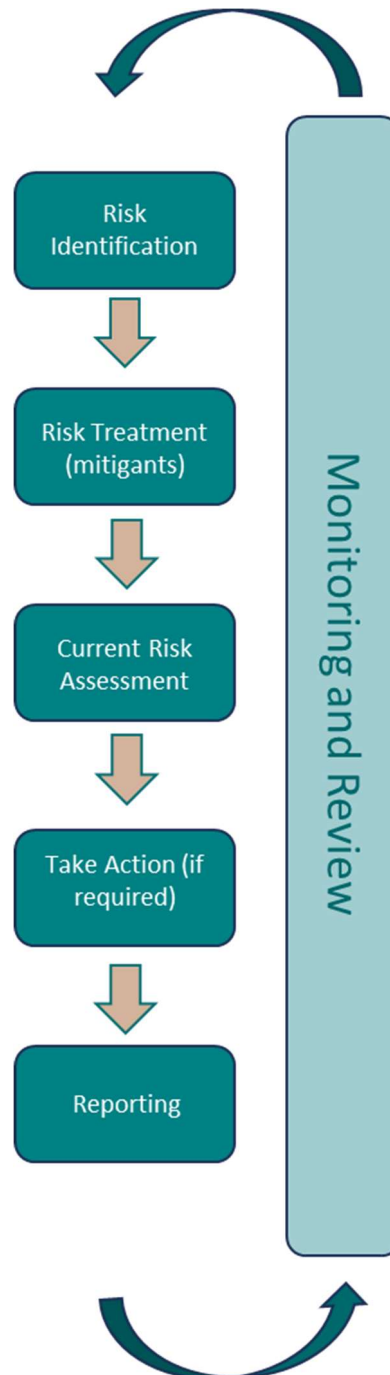 Risk
Identification
Risk Treatment
(mitigants)
Current Risk
Assessment
Take Action (if
required)
Reporting
Monitoring and Review